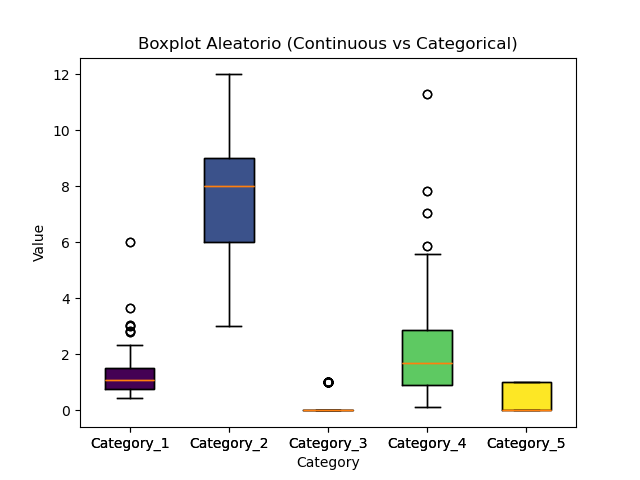 Boxplot Aleatorio (Continuous vs Categorical)
12
10
8
6
4
2
0
Value
Category_1 Category_2 Category_3 Category_4 Category_5
Category